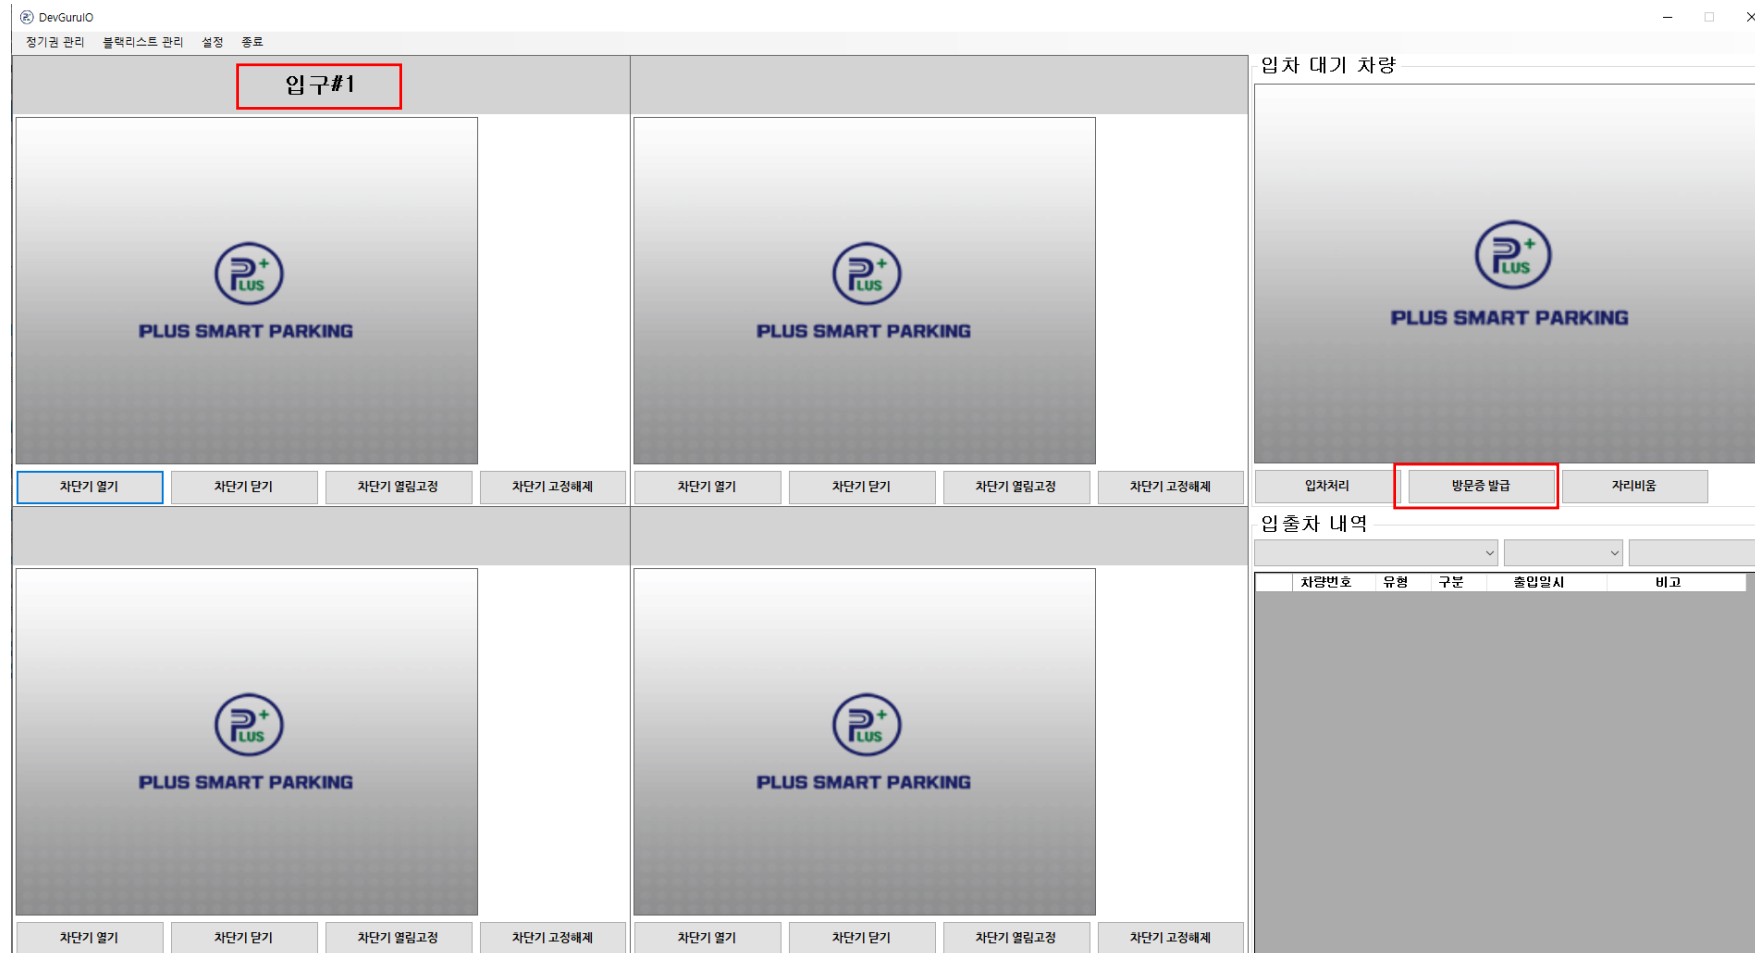 DevGuruIO
정기권 관리 블랙리스트 관리 설정 종료
입구#1
PLUS
PLUS SMART PARKING
차단기 열기 차단기 닫기 차단기 열림고정 차단기 고정해제
PLUS
PLUS SMART PARKING
차단기 열기 차단기 닫기 차단기 열림고정 차단기 고정해제
입차 대기 차량
PLUS
PLUS SMART PARKING
입차처리 방문증 발급 자리비움
PLUS
PLUS SMART PARKING
차단기 열기 차단기 닫기 차단기 열림고정 차단기 고정해제
PLUS
PLUS SMART PARKING
차단기 열기 차단기 닫기 차단기 열림고정 차단기 고정해제
입출차 내역
차량번호 유형 구분 출입일시 비고